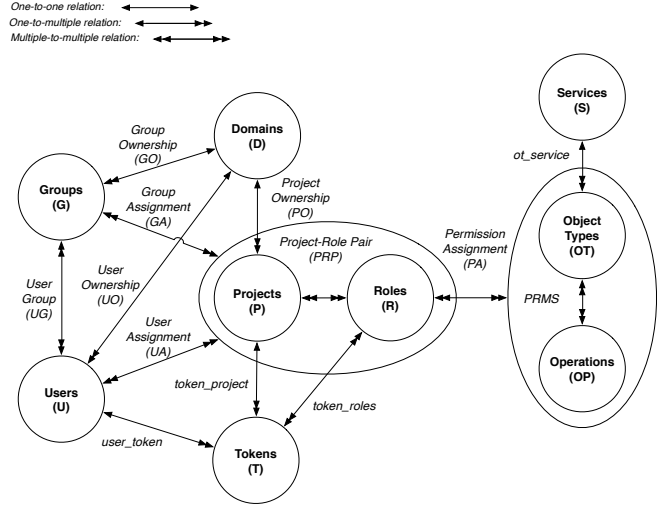 One-to-one relation:
One-to-multiple relation:
Multiple-to-multiple relation:
Services
(S)
Domains
(D)
Group
Ownership
(GO)
ot_service
Groups
(G)
Group
Assignment
(GA)
Project
Ownership
(PO)
Object
Types
(OT)
Project-Role Pair
(PRP)
Permission
Assignment
(PA)
User
Group
(UG)
User
Ownership
(UO)
Projects
(P)
Roles
(R)
PRMS
User
Assignment
(UA)
Operations
(OP)
Users
(U)
token_project
token_roles
user_token
Tokens
(T)